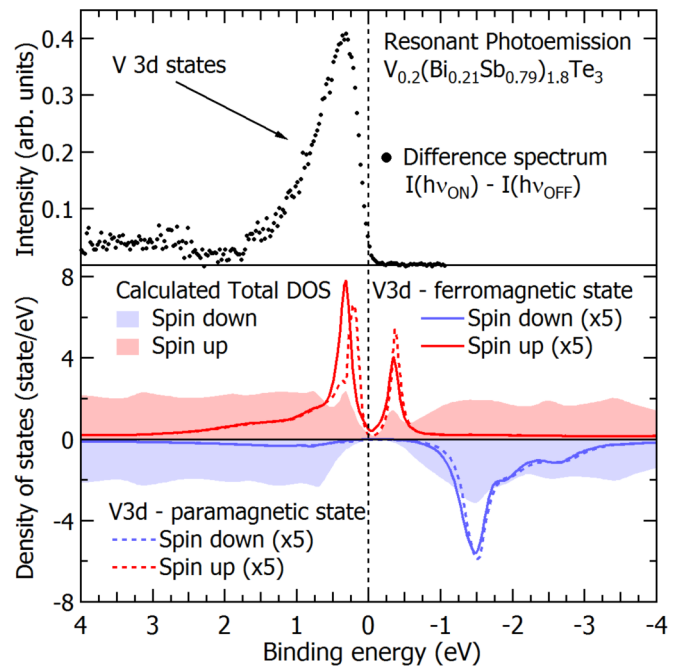 Intensity (arb. units)
0.4
0.3
0.2
0.1
V 3d states
Resonant Photoemission
V0.2(Bi0.21Sb0.79)1.8Te3
Difference spectrum
I(hνON) - I(hνOFF)
Density of states (state/eV)
8
4
0
-4
-8
Calculated Total DOS
Spin down
Spin up
V3d - ferromagnetic state
Spin down (x5)
Spin up (x5)
V3d - paramagnetic state
Spin down (x5)
Spin up (x5)
4 3 2 1 0 -1 -2 -3 -4
Binding energy (eV)